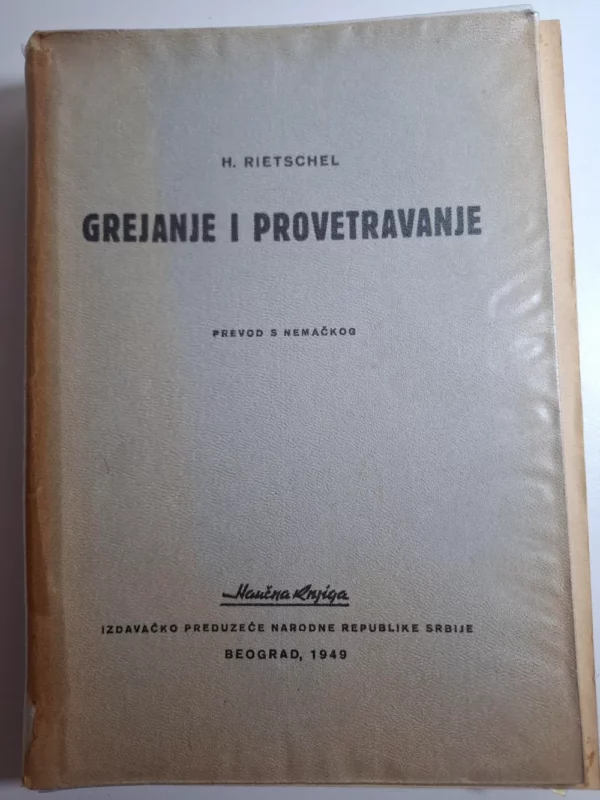 H. RIETSCHEL
GREJANJE I PROVETRAVANJE
PREVOD S NEMAČKOG
Naučna Knjiga
IZDAVAČKO PREDUZEĆE NARODNE REPUBLIKE SRBIJE
BEOGRAD, 1949